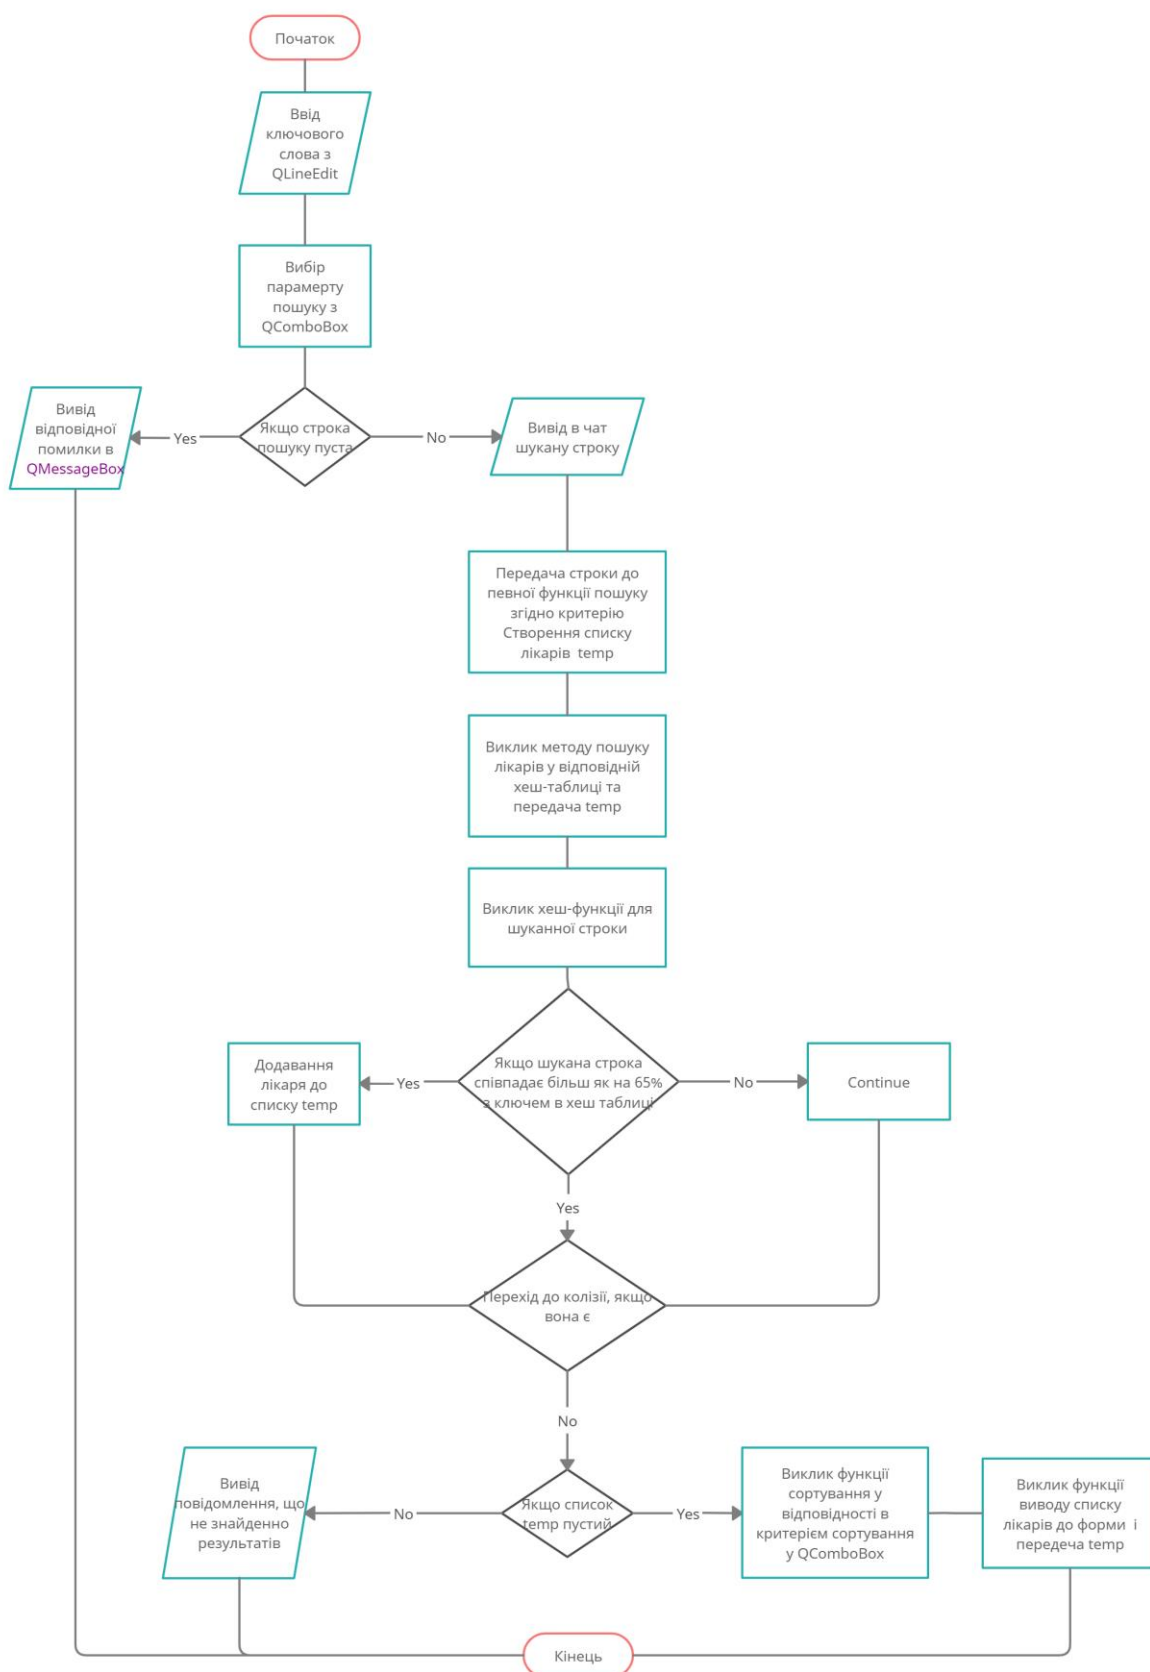 Початок
Ввід
ключового
слова з
QLineEdit
Вибір
парамерту
пошуку з
QComboBox
Вивід
відповідної
помилки в
QMessageBox
Yes
Якщо строка
пошуку пуста
No
Вивід в чат
шукану строку
Передача строки до
певної функції пошуку
згідно критерію
Створення списку
лікарів temp
Виклик методу пошуку
лікарів у відповідній
хеш-таблиці та
передача temp
Виклик хеш-функції для
шуканної строки
Додавання
лікаря до
списку temp
Yes
Якщо шукана строка
співпадає більш як на 65%
з ключем в хеш таблиці
No
Continue
Yes
Перехід до колізії, якщо
вона є
No
Вивід
повідомлення, що
не знайденно
результатів
No
Якщо список
temp пустий
Yes
Виклик функції
сортування у
відповідності в
критерієм сортування
у QComboBox
Виклик функції
виводу списку
лікарів до форми і
передеча temp
Кінець